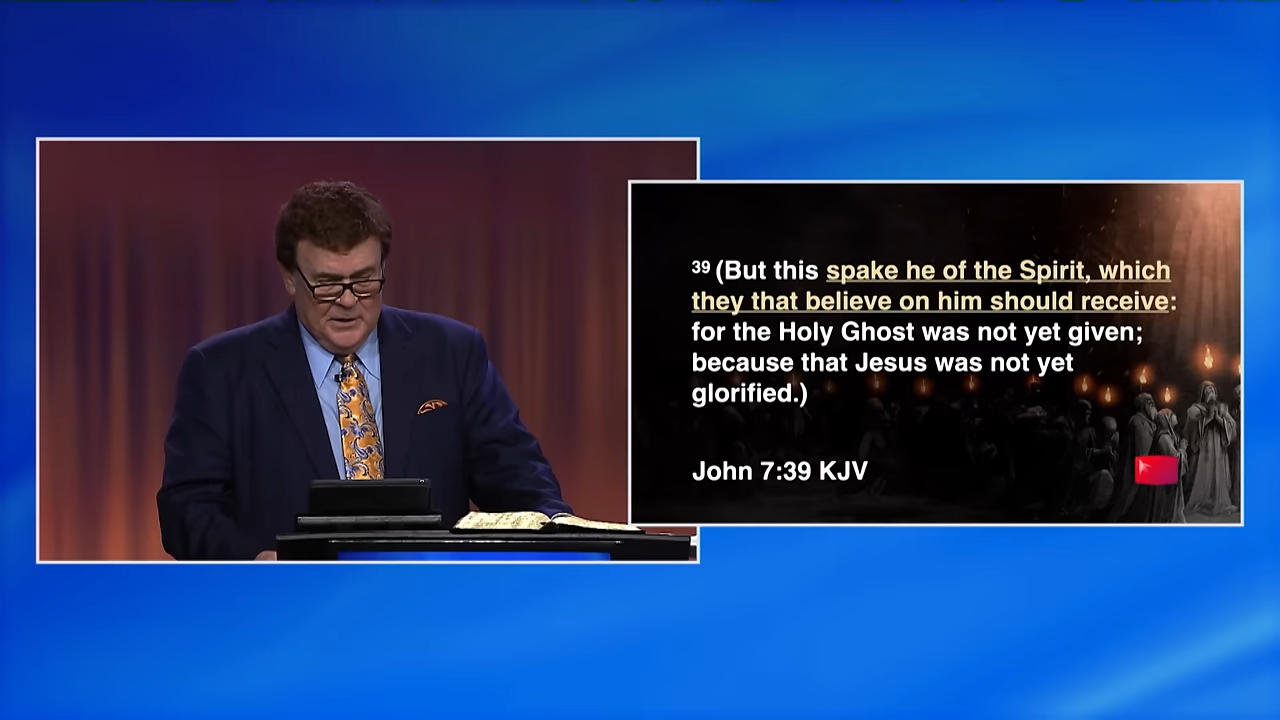 39 (But this spake he of the Spirit, which
they that believe on him should receive:
for the Holy Ghost was not yet given;
because that Jesus was not yet
glorified.)
John 7:39 KJV